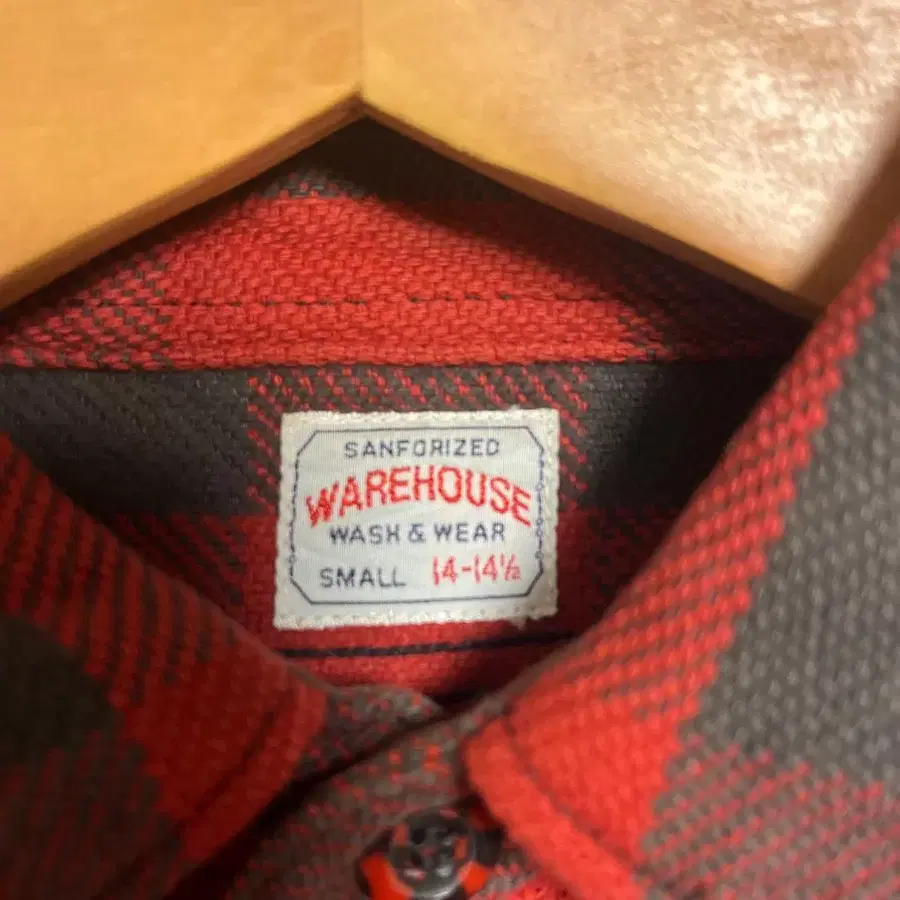 SANFORIZED
WAREHOUSE
WASH & WEAR
SMALL 14-14½